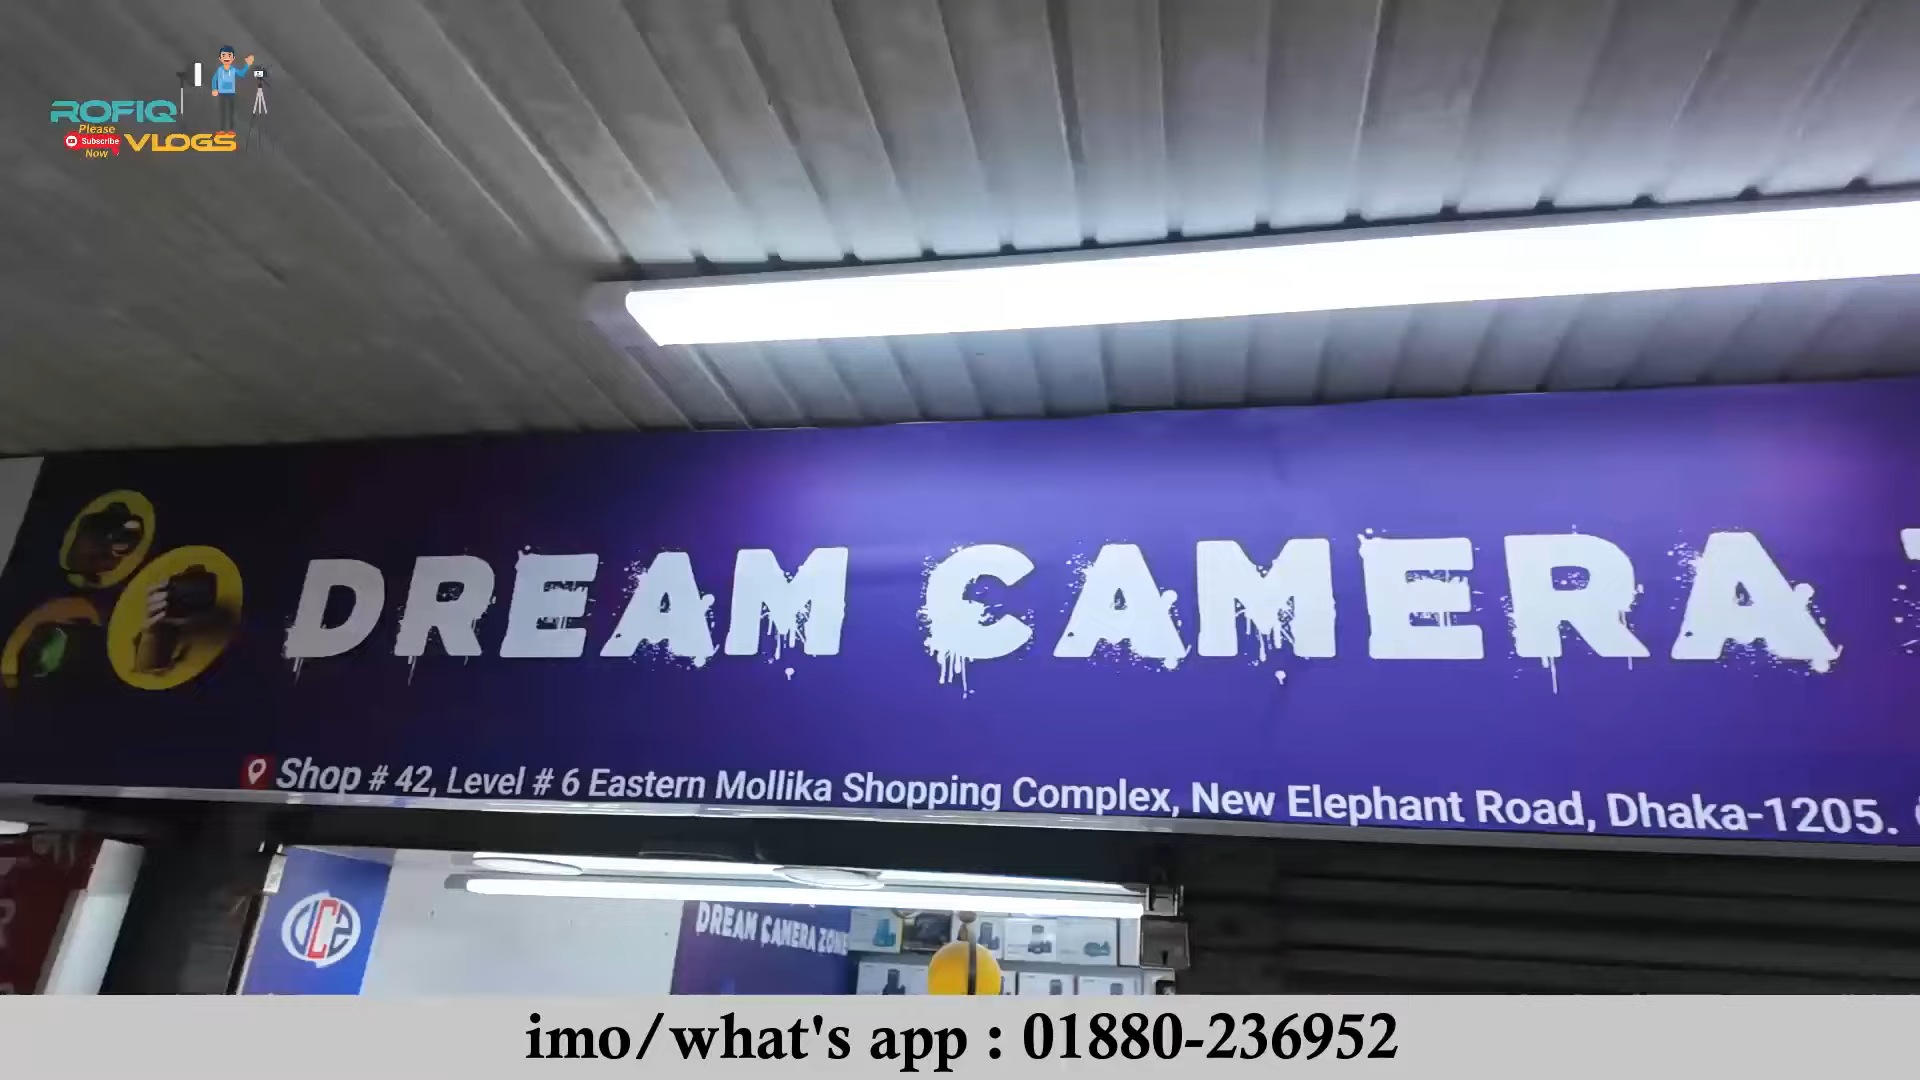 ROFIQ
Please
Subscribe
Now
VLOGS
DREAM CAMERA
Shop # 42, Level # 6 Eastern Mollika Shopping Complex, New Elephant Road, Dhaka-1205.
DREAM CAMERA ZONE
imo/what's app : 01880-236952